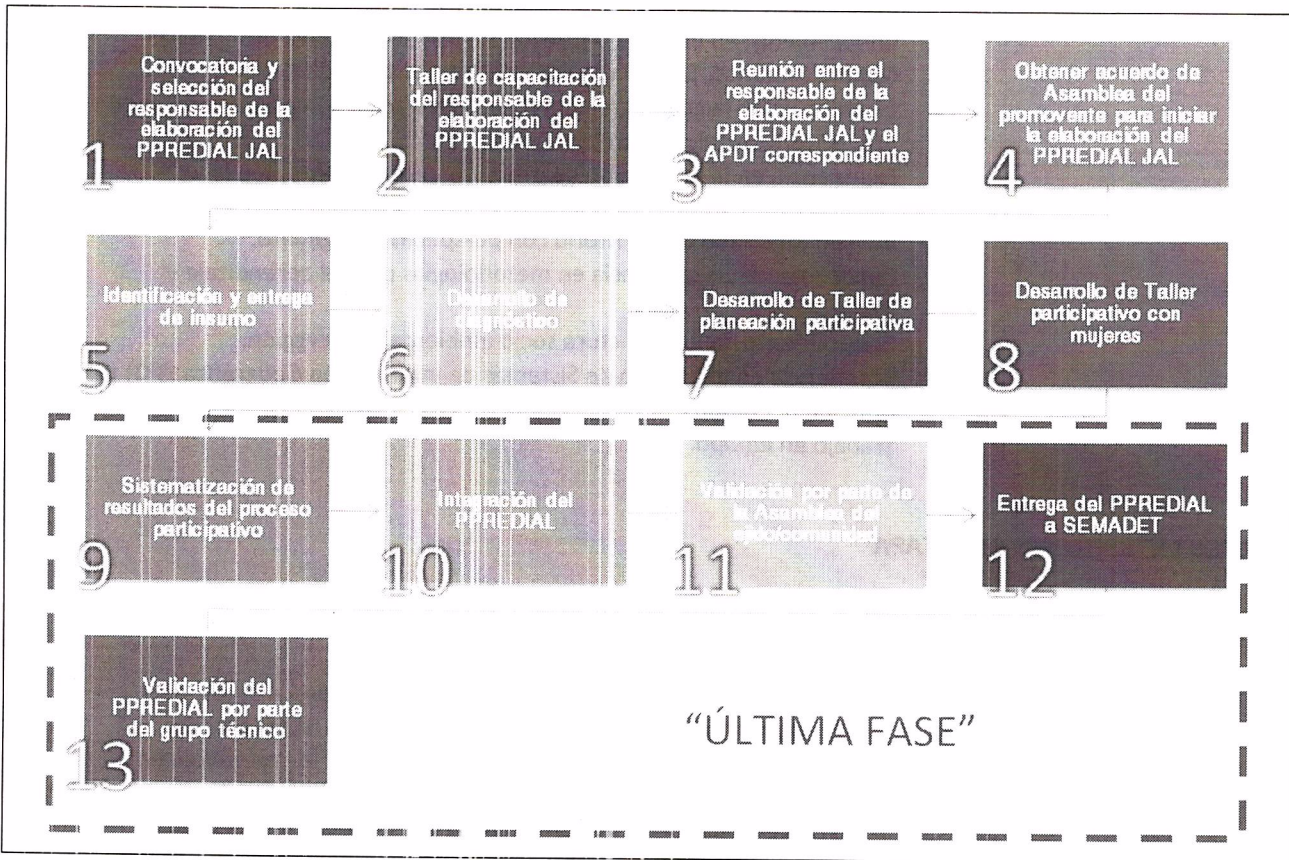 Convocatoria y
selección del
responsable de la
elaboración del
PPREDIAL JAL
1
Taller de capacitación
del responsable de la
elaboración del
PPREDIAL JAL
2
Reunión entre el
responsable de la
elaboración del
PPREDIAL JAL y el
APDT correspondiente
3
Obtener acuerdo de
Asamblea del
promovente para iniciar
la elaboración del
PPREDIAL JAL
4
Identificación y entrega
de insumo
5
Desarrollo de
diagnóstico
6
Desarrollo de Taller de
planeación participativa
7
Desarrollo de Taller
participativo con
mujeres
8
Sistematización de
resultados del proceso
participativo
9
Integración del
PPREDIAL
10
Validación por parte de
la Asamblea del
ejido/comunidad
11
Entrega del PPREDIAL
a SEMADET
12
Validación del
PPREDIAL por parte
del grupo técnico
13
“ÚLTIMA FASE”